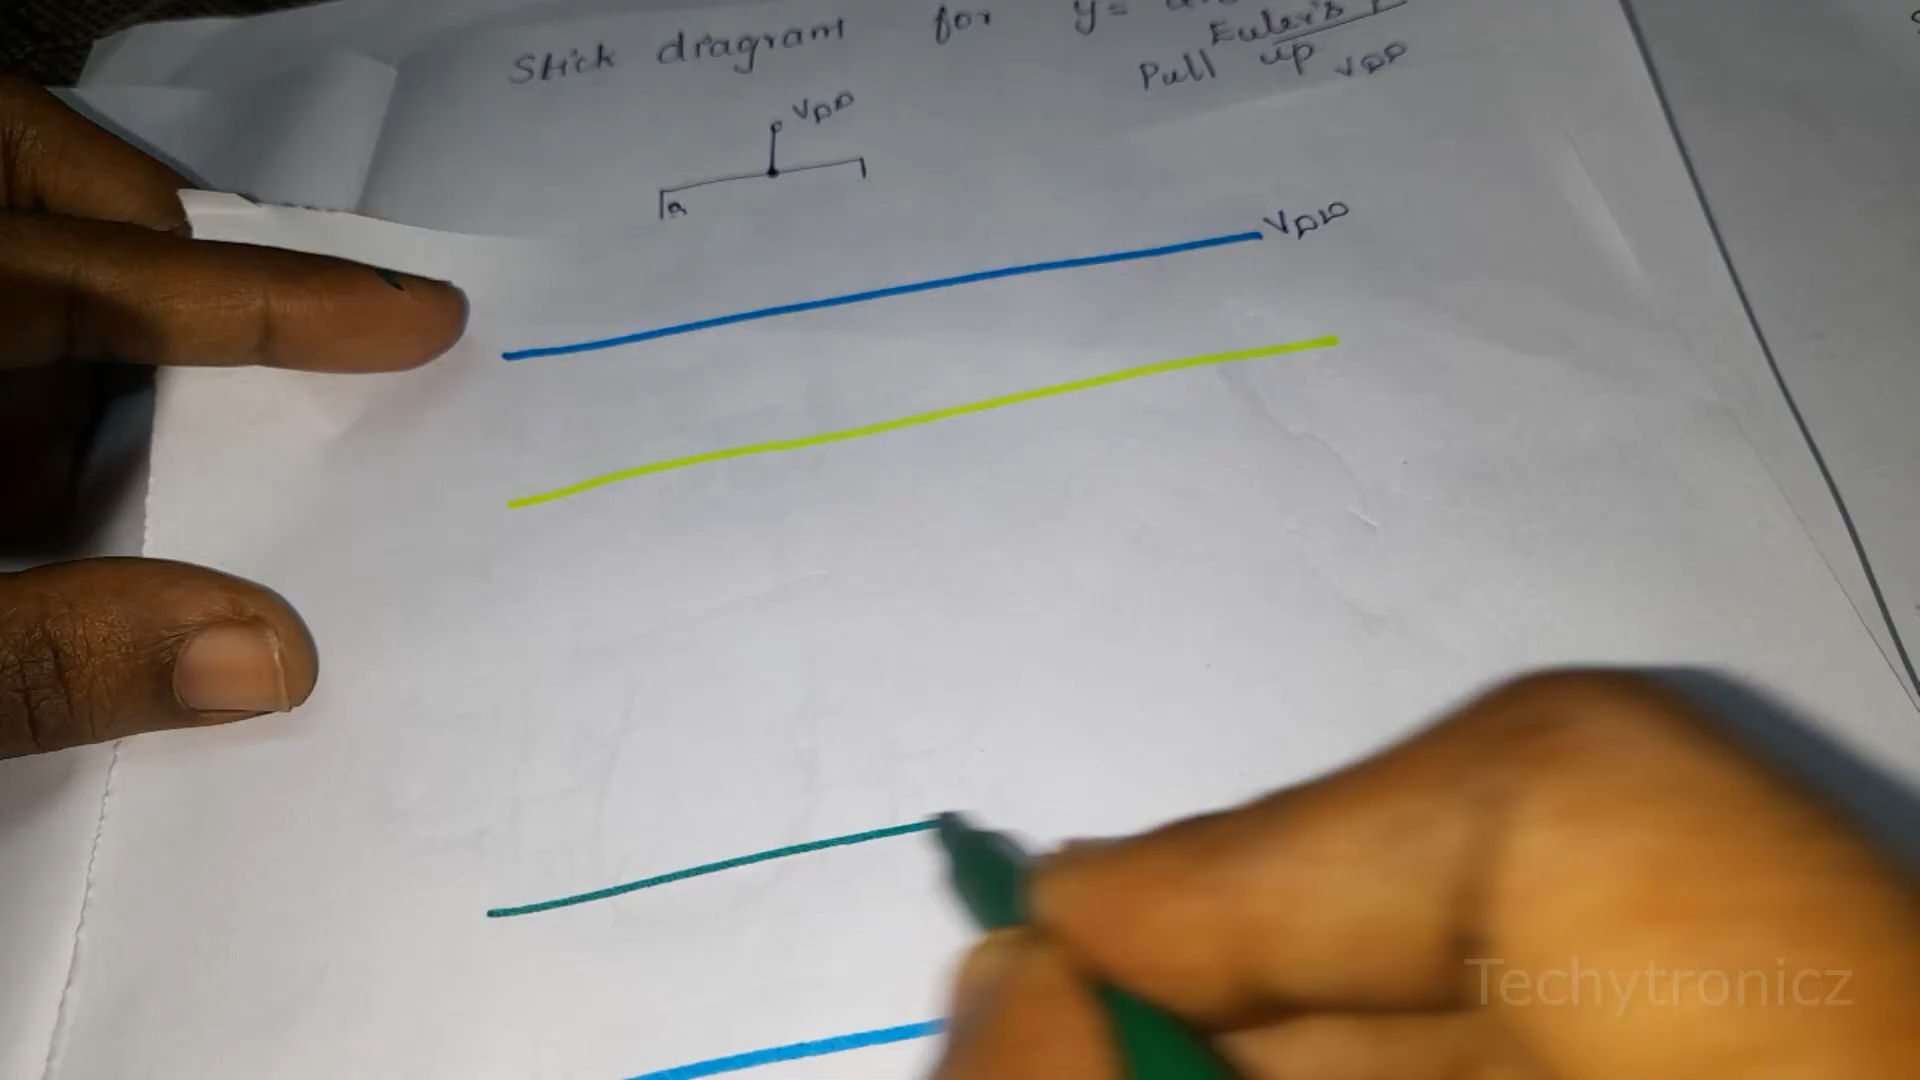 Stick diagram for y=
Euler's
Pull up
VDD
VDD
a
VDD
Techytronicz